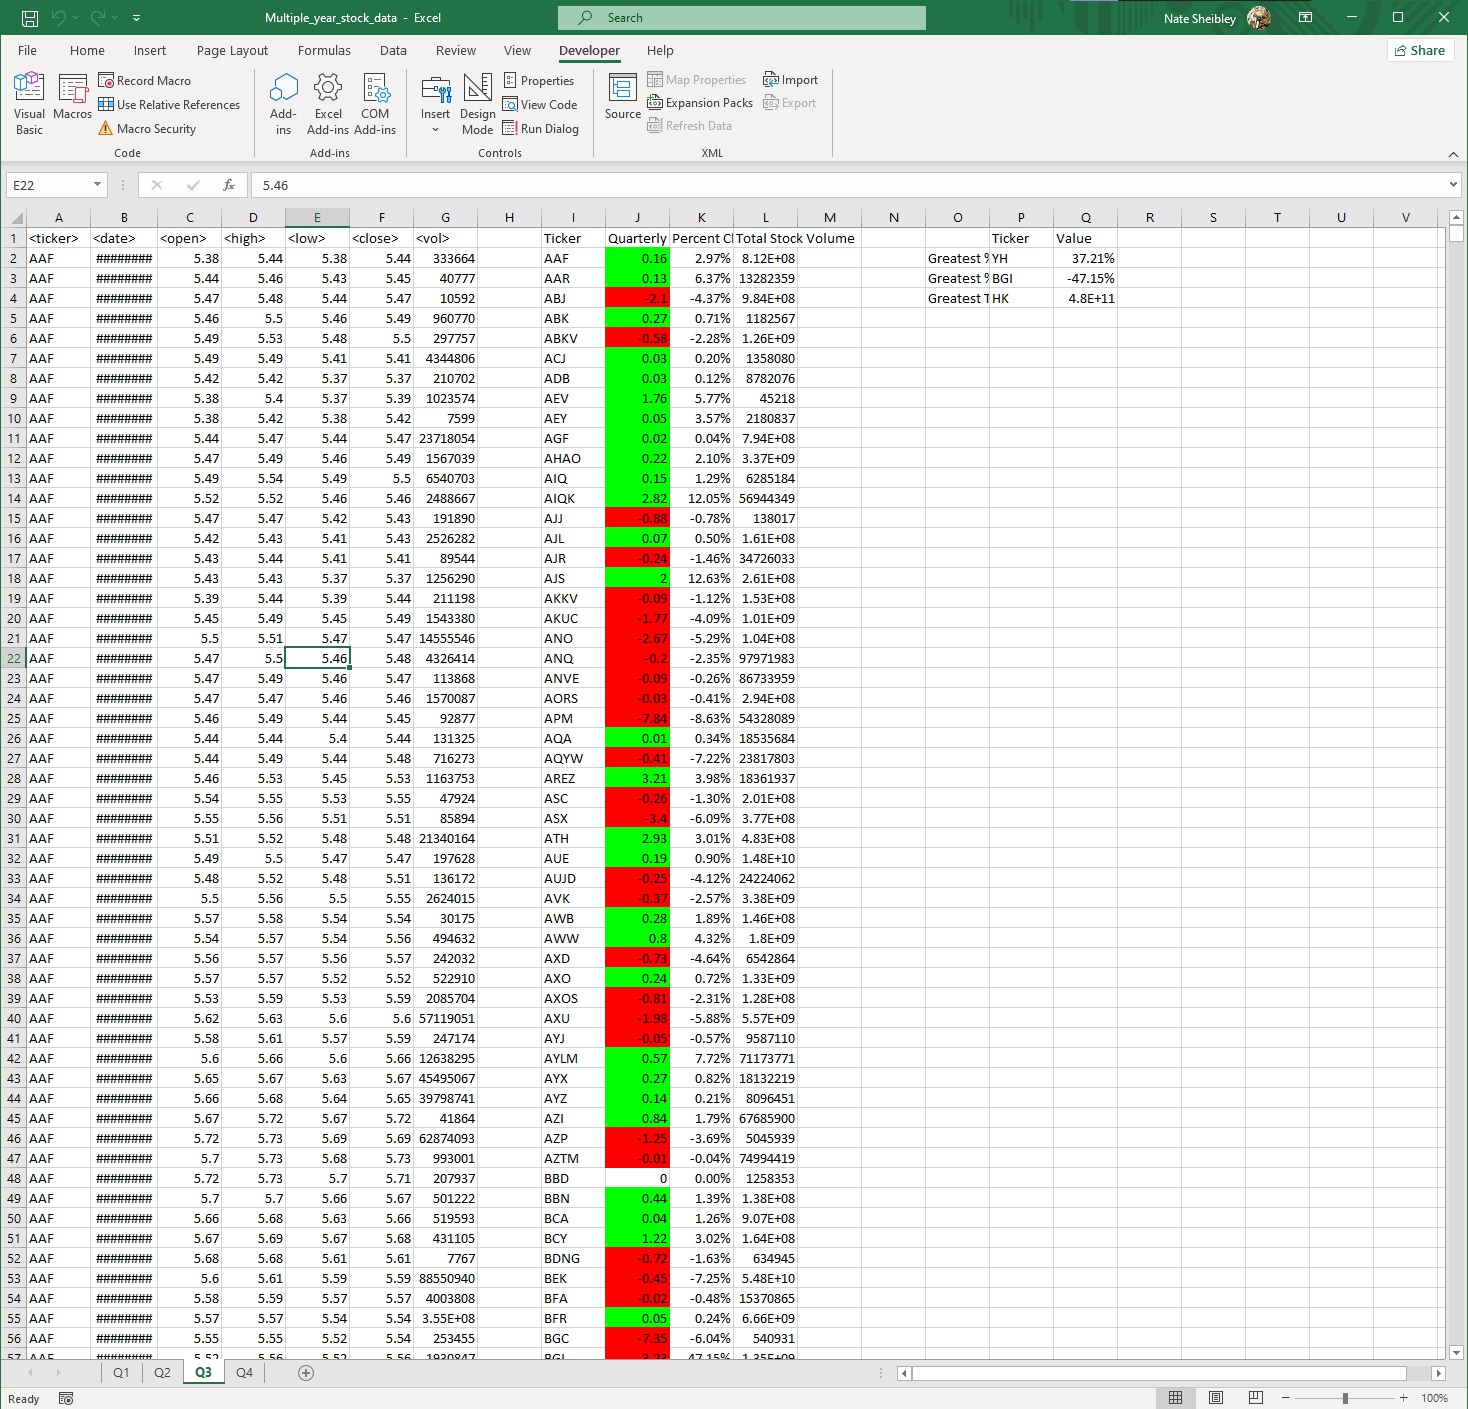 Multiple_year_stock_data - Excel
Search
Nate Sheibley
File Home Insert Page Layout Formulas Data Review View Developer Help Share
Visual Basic Macros Record Macro Use Relative References Macro Security Code
Add-ins Excel Add-ins COM Add-ins Add-ins
Insert Design Mode Properties View Code Run Dialog Controls
Source Map Properties Expansion Packs Refresh Data Import Export XML
E22 fx 5.46
A B C D E F G H I J K L M N O P Q R S T U V
1 <ticker> <date> <open> <high> <low> <close> <vol> Ticker Quarterly Percent Cl Total Stock Volume Ticker Value
2 AAF ######## 5.38 5.44 5.38 5.44 333664 AAF 0.16 2.97% 8.12E+08 Greatest % YH 37.21%
3 AAF ######## 5.44 5.46 5.43 5.45 40777 AAR 0.13 6.37% 13282359 Greatest % BGI -47.15%
4 AAF ######## 5.47 5.48 5.44 5.47 10592 ABJ -2.1 -4.37% 9.84E+08 Greatest T HK 4.8E+11
5 AAF ######## 5.46 5.5 5.46 5.49 960770 ABK 0.27 0.71% 1182567
6 AAF ######## 5.49 5.53 5.48 5.5 297757 ABKV -0.58 -2.28% 1.26E+09
7 AAF ######## 5.49 5.49 5.41 5.41 4344806 ACJ 0.03 0.20% 1358080
8 AAF ######## 5.42 5.42 5.37 5.37 210702 ADB 0.03 0.12% 8782076
9 AAF ######## 5.38 5.4 5.37 5.39 1023574 AEV 1.76 5.77% 45218
10 AAF ######## 5.38 5.42 5.38 5.42 7599 AEY 0.05 3.57% 2180837
11 AAF ######## 5.44 5.47 5.44 5.47 23718054 AGF 0.02 0.04% 7.94E+08
12 AAF ######## 5.47 5.49 5.46 5.49 1567039 AHAO 0.22 2.10% 3.37E+09
13 AAF ######## 5.49 5.54 5.49 5.5 6540703 AIQ 0.15 1.29% 6285184
14 AAF ######## 5.52 5.52 5.46 5.46 2488667 AIQK 2.82 12.05% 56944349
15 AAF ######## 5.47 5.47 5.42 5.43 191890 AJJ -0.88 -0.78% 138017
16 AAF ######## 5.42 5.43 5.41 5.43 2526282 AJL 0.07 0.50% 1.61E+08
17 AAF ######## 5.43 5.44 5.41 5.41 89544 AJR -0.24 -1.46% 34726033
18 AAF ######## 5.43 5.43 5.37 5.37 1256290 AJS 2 12.63% 2.61E+08
19 AAF ######## 5.39 5.44 5.39 5.44 211198 AKKV -0.09 -1.12% 1.53E+08
20 AAF ######## 5.45 5.49 5.45 5.49 1543380 AKUC -1.77 -4.09% 1.01E+09
21 AAF ######## 5.5 5.51 5.47 5.47 14555546 ANO -2.67 -5.29% 1.04E+08
22 AAF ######## 5.47 5.5 5.46 5.48 4326414 ANQ -0.2 -2.35% 97971983
23 AAF ######## 5.47 5.49 5.46 5.47 113868 ANVE -0.09 -0.26% 86733959
24 AAF ######## 5.47 5.47 5.46 5.46 1570087 AORS -0.03 -0.41% 2.94E+08
25 AAF ######## 5.46 5.49 5.44 5.45 92877 APM -7.84 -8.63% 54328089
26 AAF ######## 5.44 5.44 5.4 5.44 131325 AQA 0.01 0.34% 18535684
27 AAF ######## 5.44 5.49 5.44 5.48 716273 AQYW -0.41 -7.22% 23817803
28 AAF ######## 5.46 5.53 5.45 5.53 1163753 AREZ 3.21 3.98% 18361937
29 AAF ######## 5.54 5.55 5.53 5.55 47924 ASC -0.26 -1.30% 2.01E+08
30 AAF ######## 5.55 5.56 5.51 5.51 85894 ASX -3.4 -6.09% 3.77E+08
31 AAF ######## 5.51 5.52 5.48 5.48 21340164 ATH 2.93 3.01% 4.83E+08
32 AAF ######## 5.49 5.5 5.47 5.47 197628 AUE 0.19 0.90% 1.48E+10
33 AAF ######## 5.48 5.52 5.48 5.51 136172 AUJD -0.25 -4.12% 24224062
34 AAF ######## 5.5 5.56 5.5 5.55 2624015 AVK -0.37 -2.57% 3.38E+09
35 AAF ######## 5.57 5.58 5.54 5.54 30175 AWB 0.28 1.89% 1.46E+08
36 AAF ######## 5.54 5.57 5.54 5.56 494632 AWW 0.8 4.32% 1.8E+09
37 AAF ######## 5.56 5.57 5.56 5.57 242032 AXD -0.73 -4.64% 6542864
38 AAF ######## 5.57 5.57 5.52 5.52 522910 AXO 0.24 0.72% 1.33E+09
39 AAF ######## 5.53 5.59 5.53 5.59 2085704 AXOS -0.81 -2.31% 1.28E+08
40 AAF ######## 5.62 5.63 5.6 5.6 57119051 AXU -1.98 -5.88% 5.57E+09
41 AAF ######## 5.58 5.61 5.57 5.59 247174 AYJ -0.05 -0.57% 9587110
42 AAF ######## 5.6 5.66 5.6 5.66 12638295 AYLM 0.57 7.72% 71173771
43 AAF ######## 5.65 5.67 5.63 5.67 45495067 AYX 0.27 0.82% 18132219
44 AAF ######## 5.66 5.68 5.64 5.65 39798741 AYZ 0.14 0.21% 8096451
45 AAF ######## 5.67 5.72 5.67 5.72 41864 AZI 0.84 1.79% 67685900
46 AAF ######## 5.72 5.73 5.69 5.69 62874093 AZP -1.25 -3.69% 5045939
47 AAF ######## 5.7 5.73 5.68 5.73 993001 AZTM -0.01 -0.04% 74994419
48 AAF ######## 5.72 5.73 5.7 5.71 207937 BBD 0 0.00% 1258353
49 AAF ######## 5.7 5.7 5.66 5.67 501222 BBN 0.44 1.39% 1.38E+08
50 AAF ######## 5.66 5.68 5.63 5.66 519593 BCA 0.04 1.26% 9.07E+08
51 AAF ######## 5.67 5.69 5.67 5.68 431105 BCY 1.22 3.02% 1.64E+08
52 AAF ######## 5.68 5.68 5.61 5.61 7767 BDNG -0.72 -1.63% 634945
53 AAF ######## 5.6 5.61 5.59 5.59 88550940 BEK -0.45 -7.25% 5.48E+10
54 AAF ######## 5.58 5.59 5.57 5.57 4003808 BFA -0.02 -0.48% 15370865
55 AAF ######## 5.57 5.57 5.54 5.54 3.55E+08 BFR 0.05 0.24% 6.66E+09
56 AAF ######## 5.55 5.55 5.52 5.54 253455 BGC -7.35 -6.04% 540931
Q1 Q2 Q3 Q4
Ready 100%